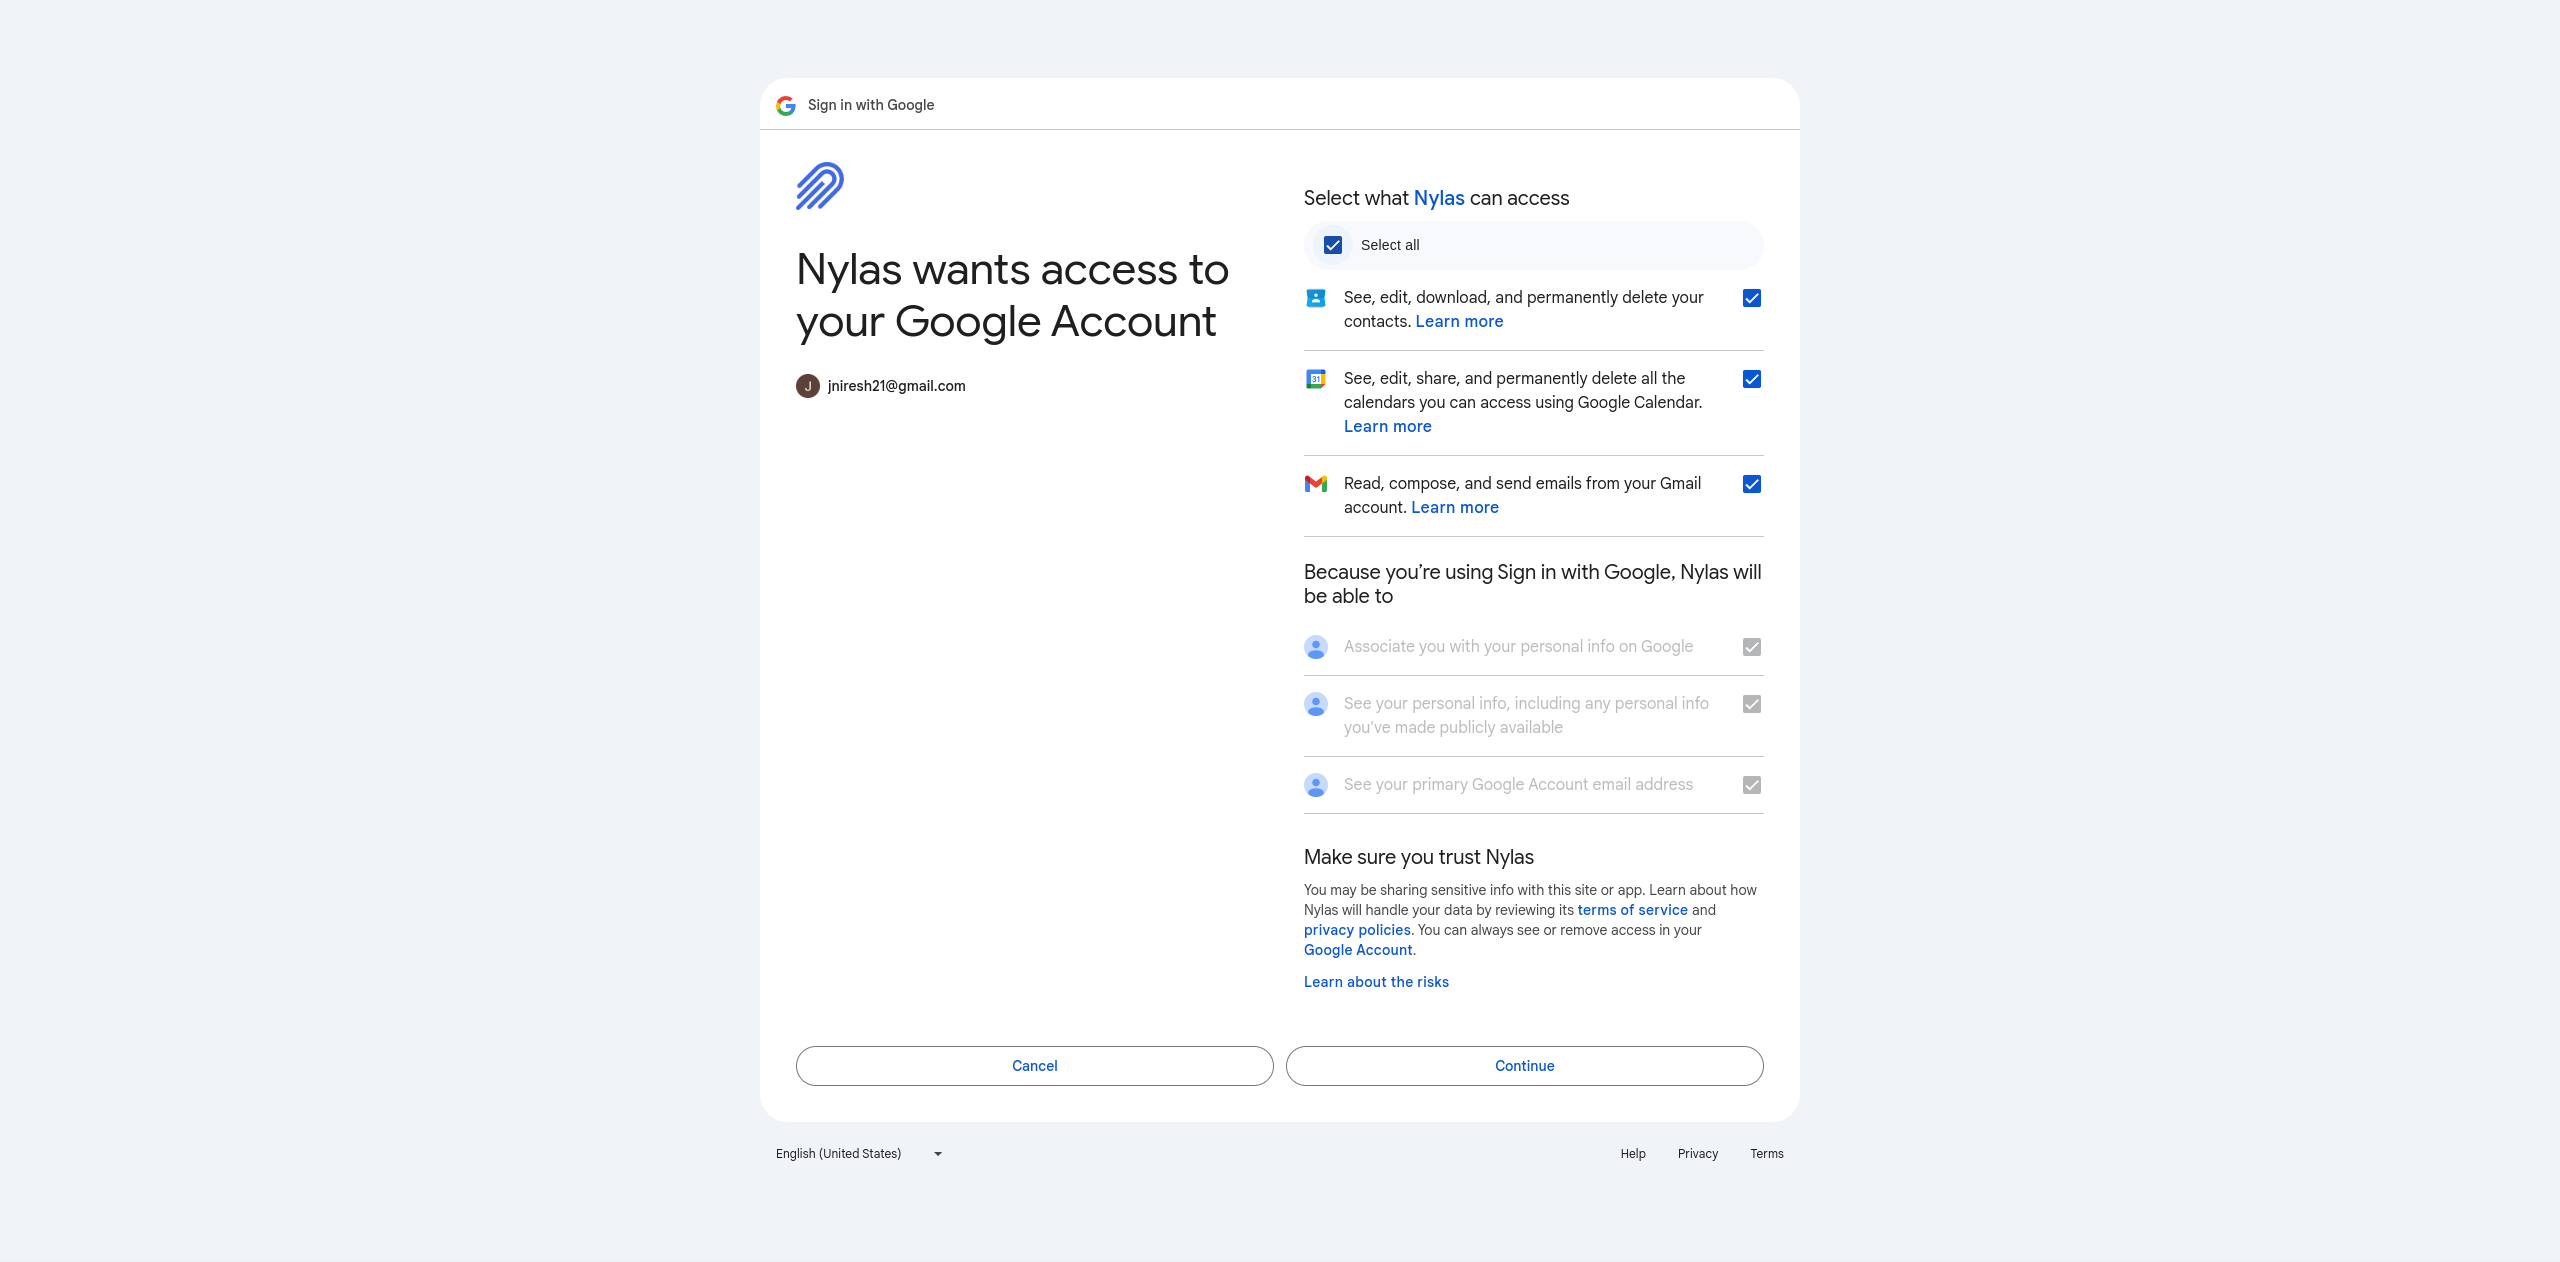 Sign in with Google
Nylas wants access to
your Google Account
J
jniresh21@gmail.com
Select what Nylas can access
Select all
See, edit, download, and permanently delete your
contacts. Learn more
31
See, edit, share, and permanently delete all the
calendars you can access using Google Calendar.
Learn more
Read, compose, and send emails from your Gmail
account. Learn more
Because you’re using Sign in with Google, Nylas will
be able to
Associate you with your personal info on Google
See your personal info, including any personal info
you've made publicly available
See your primary Google Account email address
Make sure you trust Nylas
You may be sharing sensitive info with this site or app. Learn about how
Nylas will handle your data by reviewing its terms of service and
privacy policies. You can always see or remove access in your
Google Account.
Learn about the risks
Cancel
Continue
English (United States)
Help
Privacy
Terms